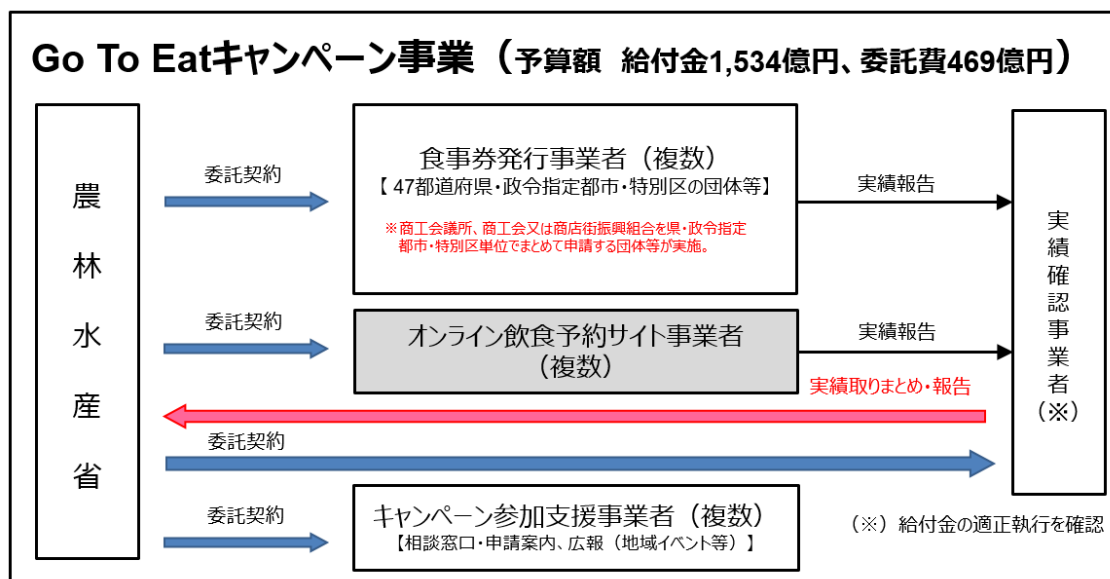 Go To Eatキャンペーン事業（予算額　給付金1,534億円、委託費469億円）
農林水産省
委託契約
食事券発行事業者（複数）
【 47都道府県・政令指定都市・特別区の団体等】
※商工会議所、商工会又は商店街振興組合を県・政令指定
都市・特別区単位でまとめて申請する団体等が実施。
実績報告
実績確認事業者（※）
委託契約
オンライン飲食予約サイト事業者
（複数）
実績報告
実績取りまとめ・報告
委託契約
委託契約
キャンペーン参加支援事業者（複数）
【相談窓口・申請案内、広報（地域イベント等）】
（※）給付金の適正執行を確認